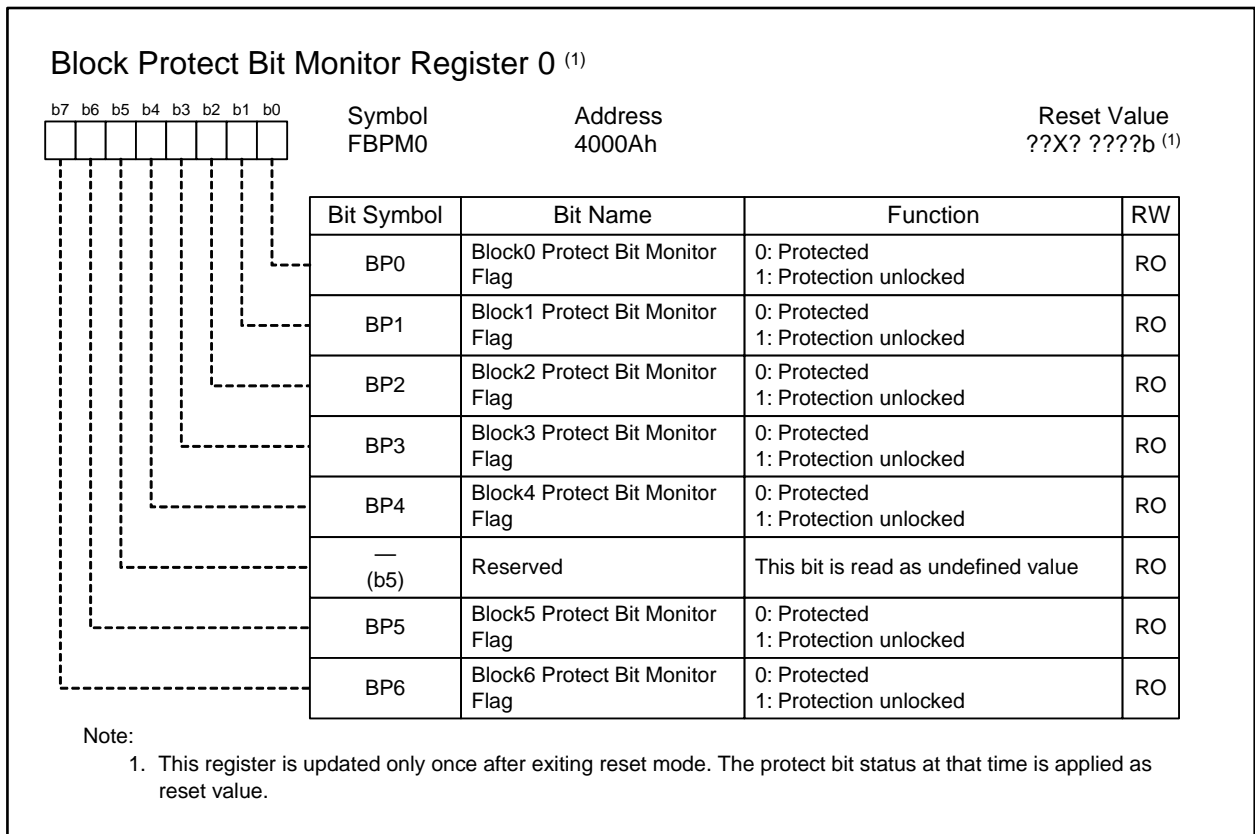 Block Protect Bit Monitor Register 0 (1)
b7 b6 b5 b4 b3 b2 b1 b0
Symbol Address Reset Value
FBPM0 4000Ah ??X? ????b (1)
Bit Symbol Bit Name Function RW
BP0 Block0 Protect Bit Monitor Flag 0: Protected
1: Protection unlocked RO
BP1 Block1 Protect Bit Monitor Flag 0: Protected
1: Protection unlocked RO
BP2 Block2 Protect Bit Monitor Flag 0: Protected
1: Protection unlocked RO
BP3 Block3 Protect Bit Monitor Flag 0: Protected
1: Protection unlocked RO
BP4 Block4 Protect Bit Monitor Flag 0: Protected
1: Protection unlocked RO
— (b5) Reserved This bit is read as undefined value RO
BP5 Block5 Protect Bit Monitor Flag 0: Protected
1: Protection unlocked RO
BP6 Block6 Protect Bit Monitor Flag 0: Protected
1: Protection unlocked RO
Note:
1. This register is updated only once after exiting reset mode. The protect bit status at that time is applied as
reset value.